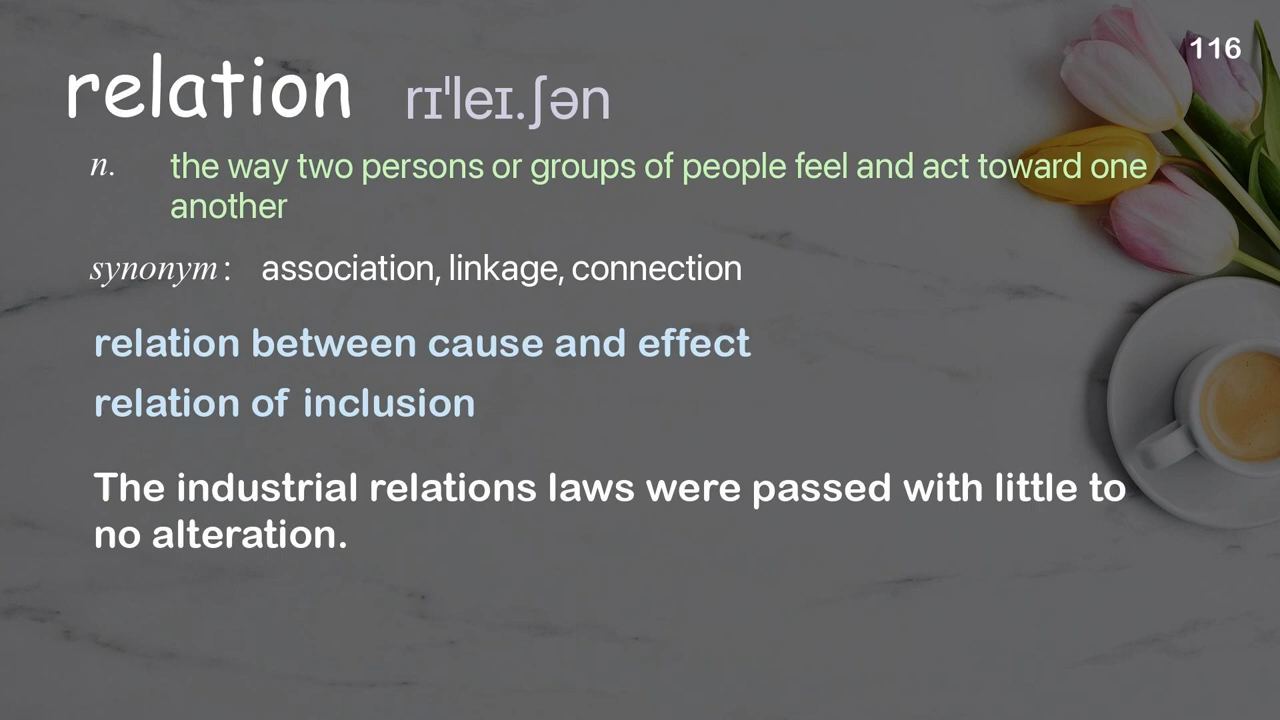 116
relation rɪˈleɪ.ʃən
n. the way two persons or groups of people feel and act toward one
another
synonym: association, linkage, connection
relation between cause and effect
relation of inclusion
The industrial relations laws were passed with little to
no alteration.